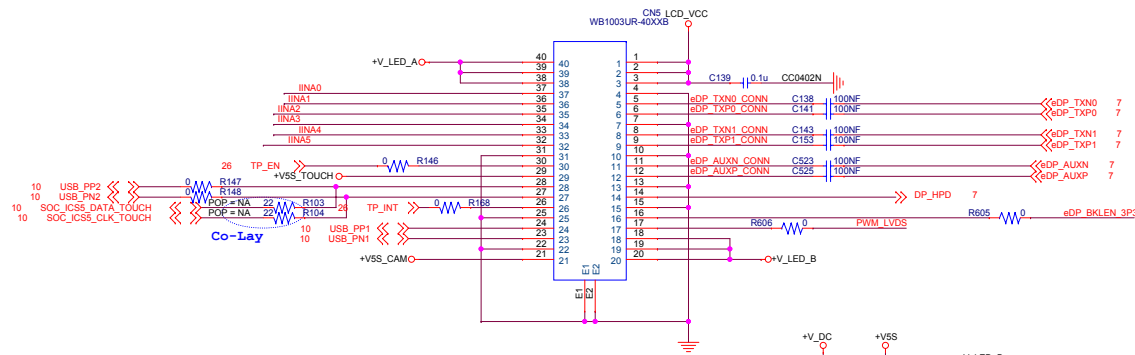 CN5 LCD_VCC
WB1003UR-40XXB
+V_LED_A
40 40 1 1
39 39 2 2
38 38 3 3 C139 0.1u CC0402N
IINA0 37 37 4 4
IINA1 36 36 5 5 eDP_TXN0_CONN C138 100NF eDP_TXN0 7
IINA2 35 35 6 6 eDP_TXP0_CONN C141 100NF eDP_TXP0 7
IINA3 34 34 7 7
IINA4 33 33 8 8 eDP_TXN1_CONN C143 100NF eDP_TXN1 7
IINA5 32 32 9 9 eDP_TXP1_CONN C153 100NF eDP_TXP1 7
31 31 10 10
26 TP_EN 0 R146 30 30 11 11 eDP_AUXN_CONN C523 100NF eDP_AUXN 7
+V5S_TOUCH 29 29 12 12 eDP_AUXP_CONN C525 100NF eDP_AUXP 7
10 USB_PP2 0 R147 28 28 13 13
10 USB_PN2 0 R148 27 27 14 14 DP_HPD 7
10 SOC_ICS5_DATA_TOUCH POP = NA 22 R103 26 TP_INT 0 R168 26 26 15 15
10 SOC_ICS5_CLK_TOUCH POP = NA 22 R104 25 25 16 16 R605 0 eDP_BKLEN_3P3
Co-Lay
10 USB_PP1 24 24 17 17 R606 0 PWM_LVDS
10 USB_PN1 23 23 18 18
22 22 19 19
+V5S_CAM 21 21 20 20 +V_LED_B
E1 E2
E1 E2
+V_DC +V5S